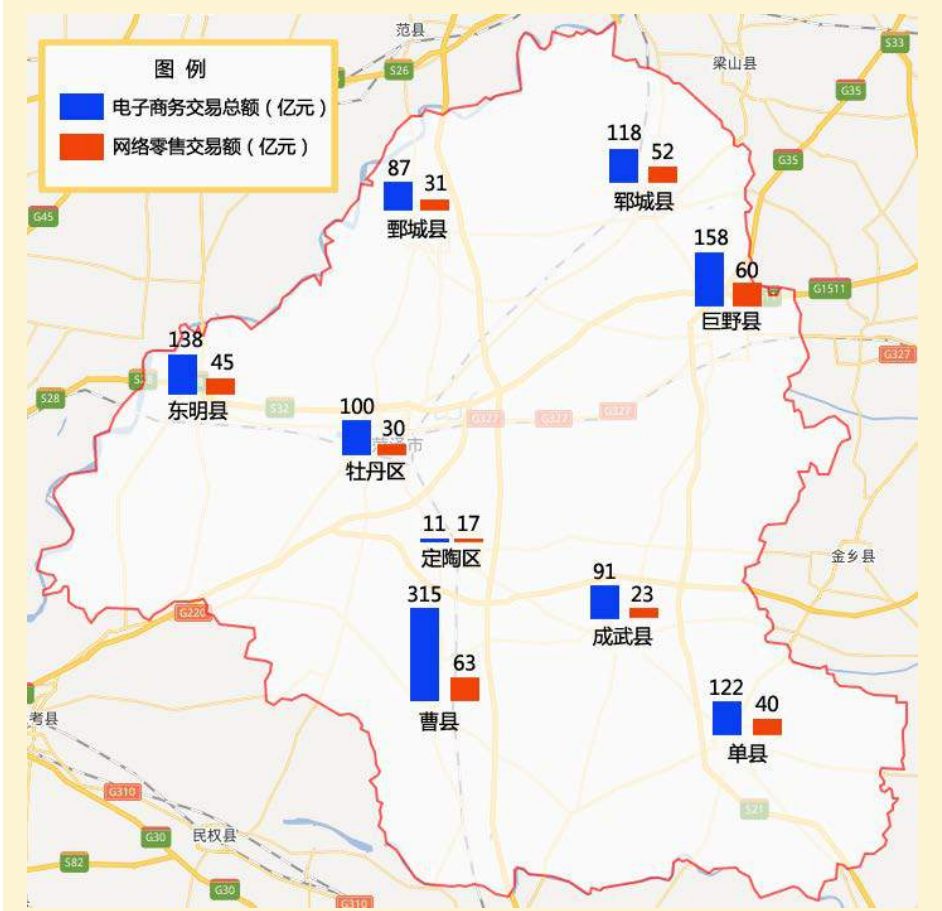 范县
S33
图 例
S26
梁山县
电子商务交易总额（亿元）
G35
网络零售交易额（亿元）
118
52
G35
87
31
郓城县
G45
鄄城县
158
60
G1511
巨野县
138
45
G327
S28
东明县
S32
100
30
G327
G327
G327
菏泽市
牡丹区
11
17
定陶区
金乡县
91
23
315
G220
成武县
63
122
40
考县
曹县
单县
G310
S21
G30
民权县
S82
G30
G310